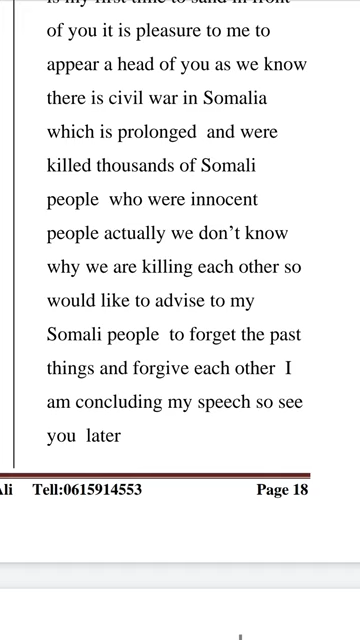 of you it is pleasure to me to
appear a head of you as we know
there is civil war in Somalia
which is prolonged  and were
killed thousands of Somali
people  who were innocent
people actually we don’t know
why we are killing each other so
would like to advise to my
Somali people  to forget the past
things and forgive each other  I
am concluding my speech so see
you  later
Tell:0615914553 Page 18